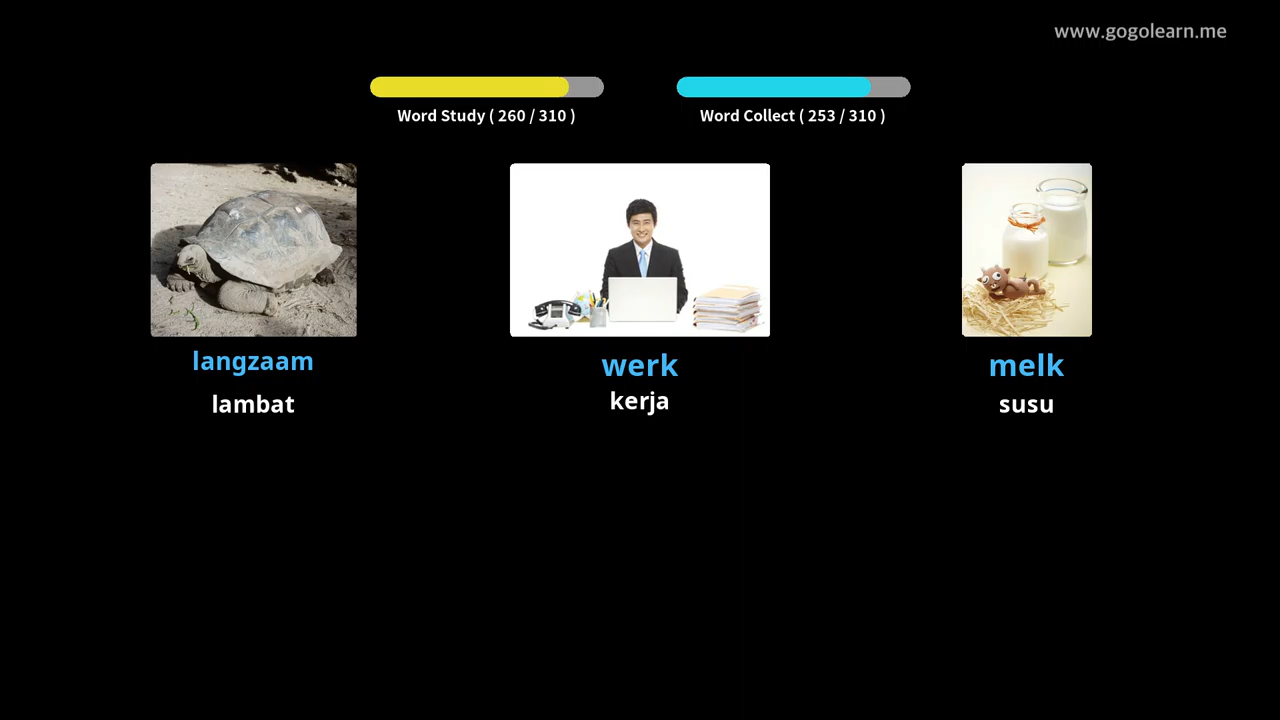 www.gogolearn.me
Word Study ( 260 / 310 )
Word Collect ( 253 / 310 )
langzaam
lambat
werk
kerja
melk
susu